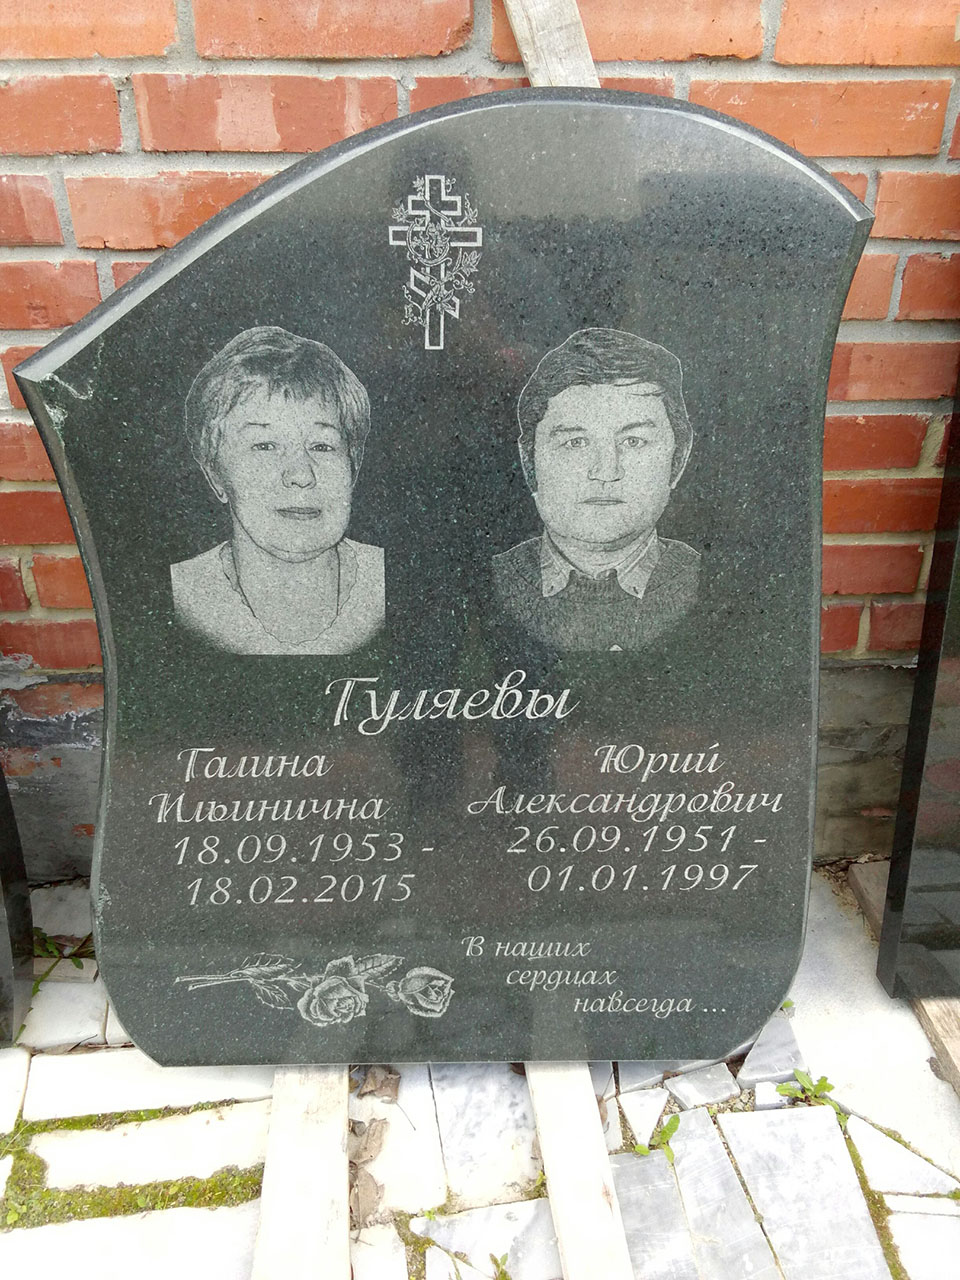 Гуляевы
Галина
Ильинична
18.09.1953 -
18.02.2015
Юрий
Александрович
26.09.1951 -
01.01.1997
В наших
сердцах
навсегда ...